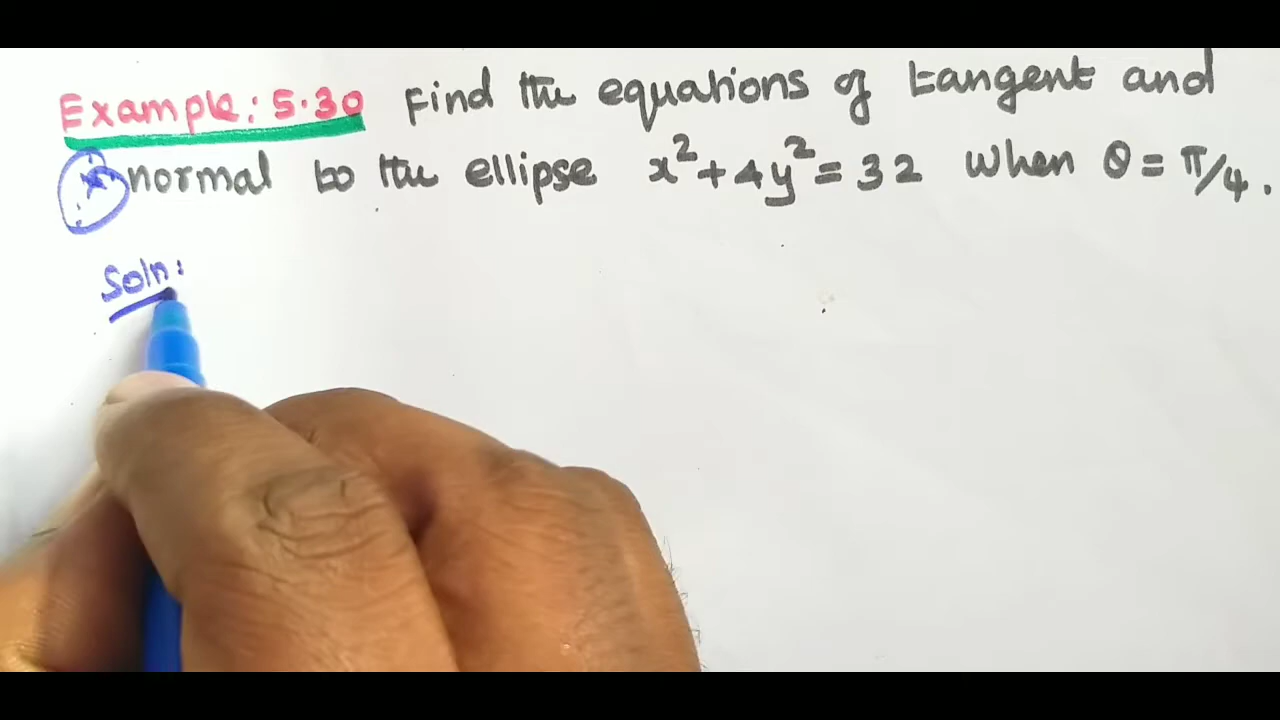 Example: 5.30 Find the equations of tangent and
normal to the ellipse x²+4y²=32 when θ=π/4.
Soln: